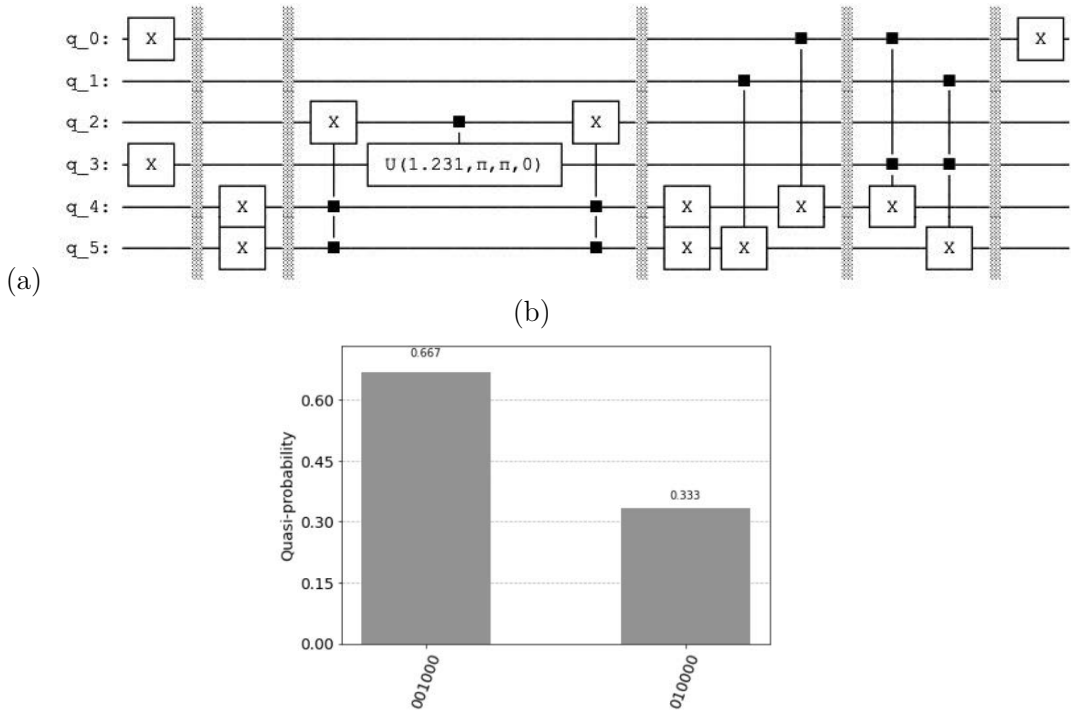 q_0: X X
q_1:
q_2: X X
q_3: X U(1.231,π,π,0)
q_4: X X X X
q_5: X X X X
(a)
(b)
0.667
0.333
Quasi-probability
0.60
0.45
0.30
0.15
0.00
001000
010000